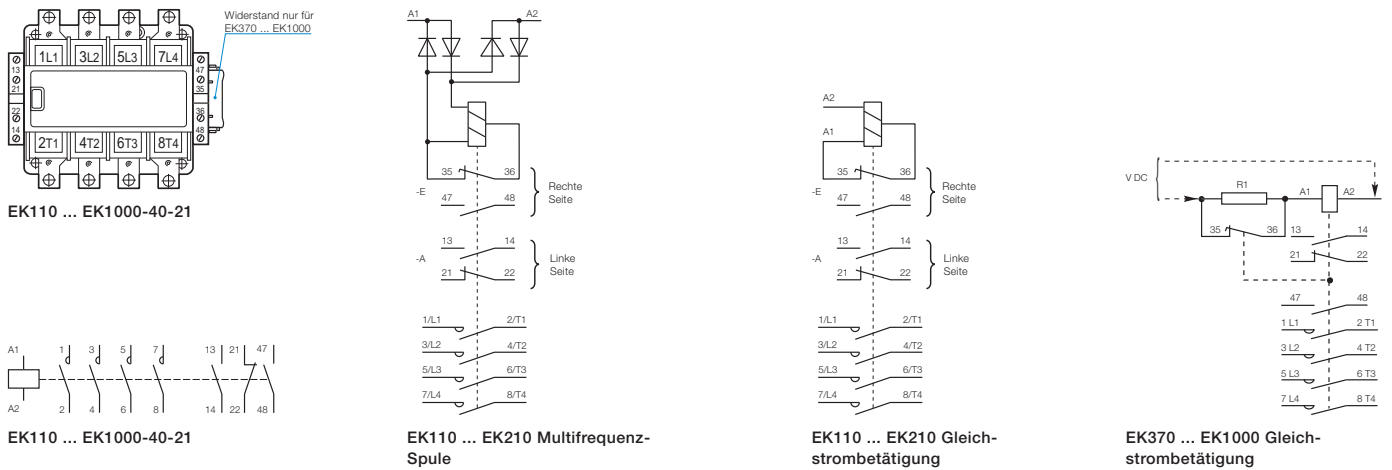 Widerstand nur für
EK370 ... EK1000
1L1 3L2 5L3 7L4
13
21
22
14
47
35
36
48
2T1 4T2 6T3 8T4
EK110 ... EK1000-40-21
A1 1 3 5 7 13 21 47
A2 2 4 6 8 14 22 48
EK110 ... EK1000-40-21
A1 A2
35 36
-E
47 48
Rechte
Seite
13 14
-A
21 22
Linke
Seite
1/L1 2/T1
3/L2 4/T2
5/L3 6/T3
7/L4 8/T4
EK110 ... EK210 Multifrequenz-
Spule
A2
A1
35 36
-E
47 48
Rechte
Seite
13 14
-A
21 22
Linke
Seite
1/L1 2/T1
3/L2 4/T2
5/L3 6/T3
7/L4 8/T4
EK110 ... EK210 Gleich-
strombetätigung
V DC
R1 A1 A2
35 36 13 14
21 22
47 48
1 L1 2 T1
3 L2 4 T2
5 L3 6 T3
7 L4 8 T4
EK370 ... EK1000 Gleich-
strombetätigung